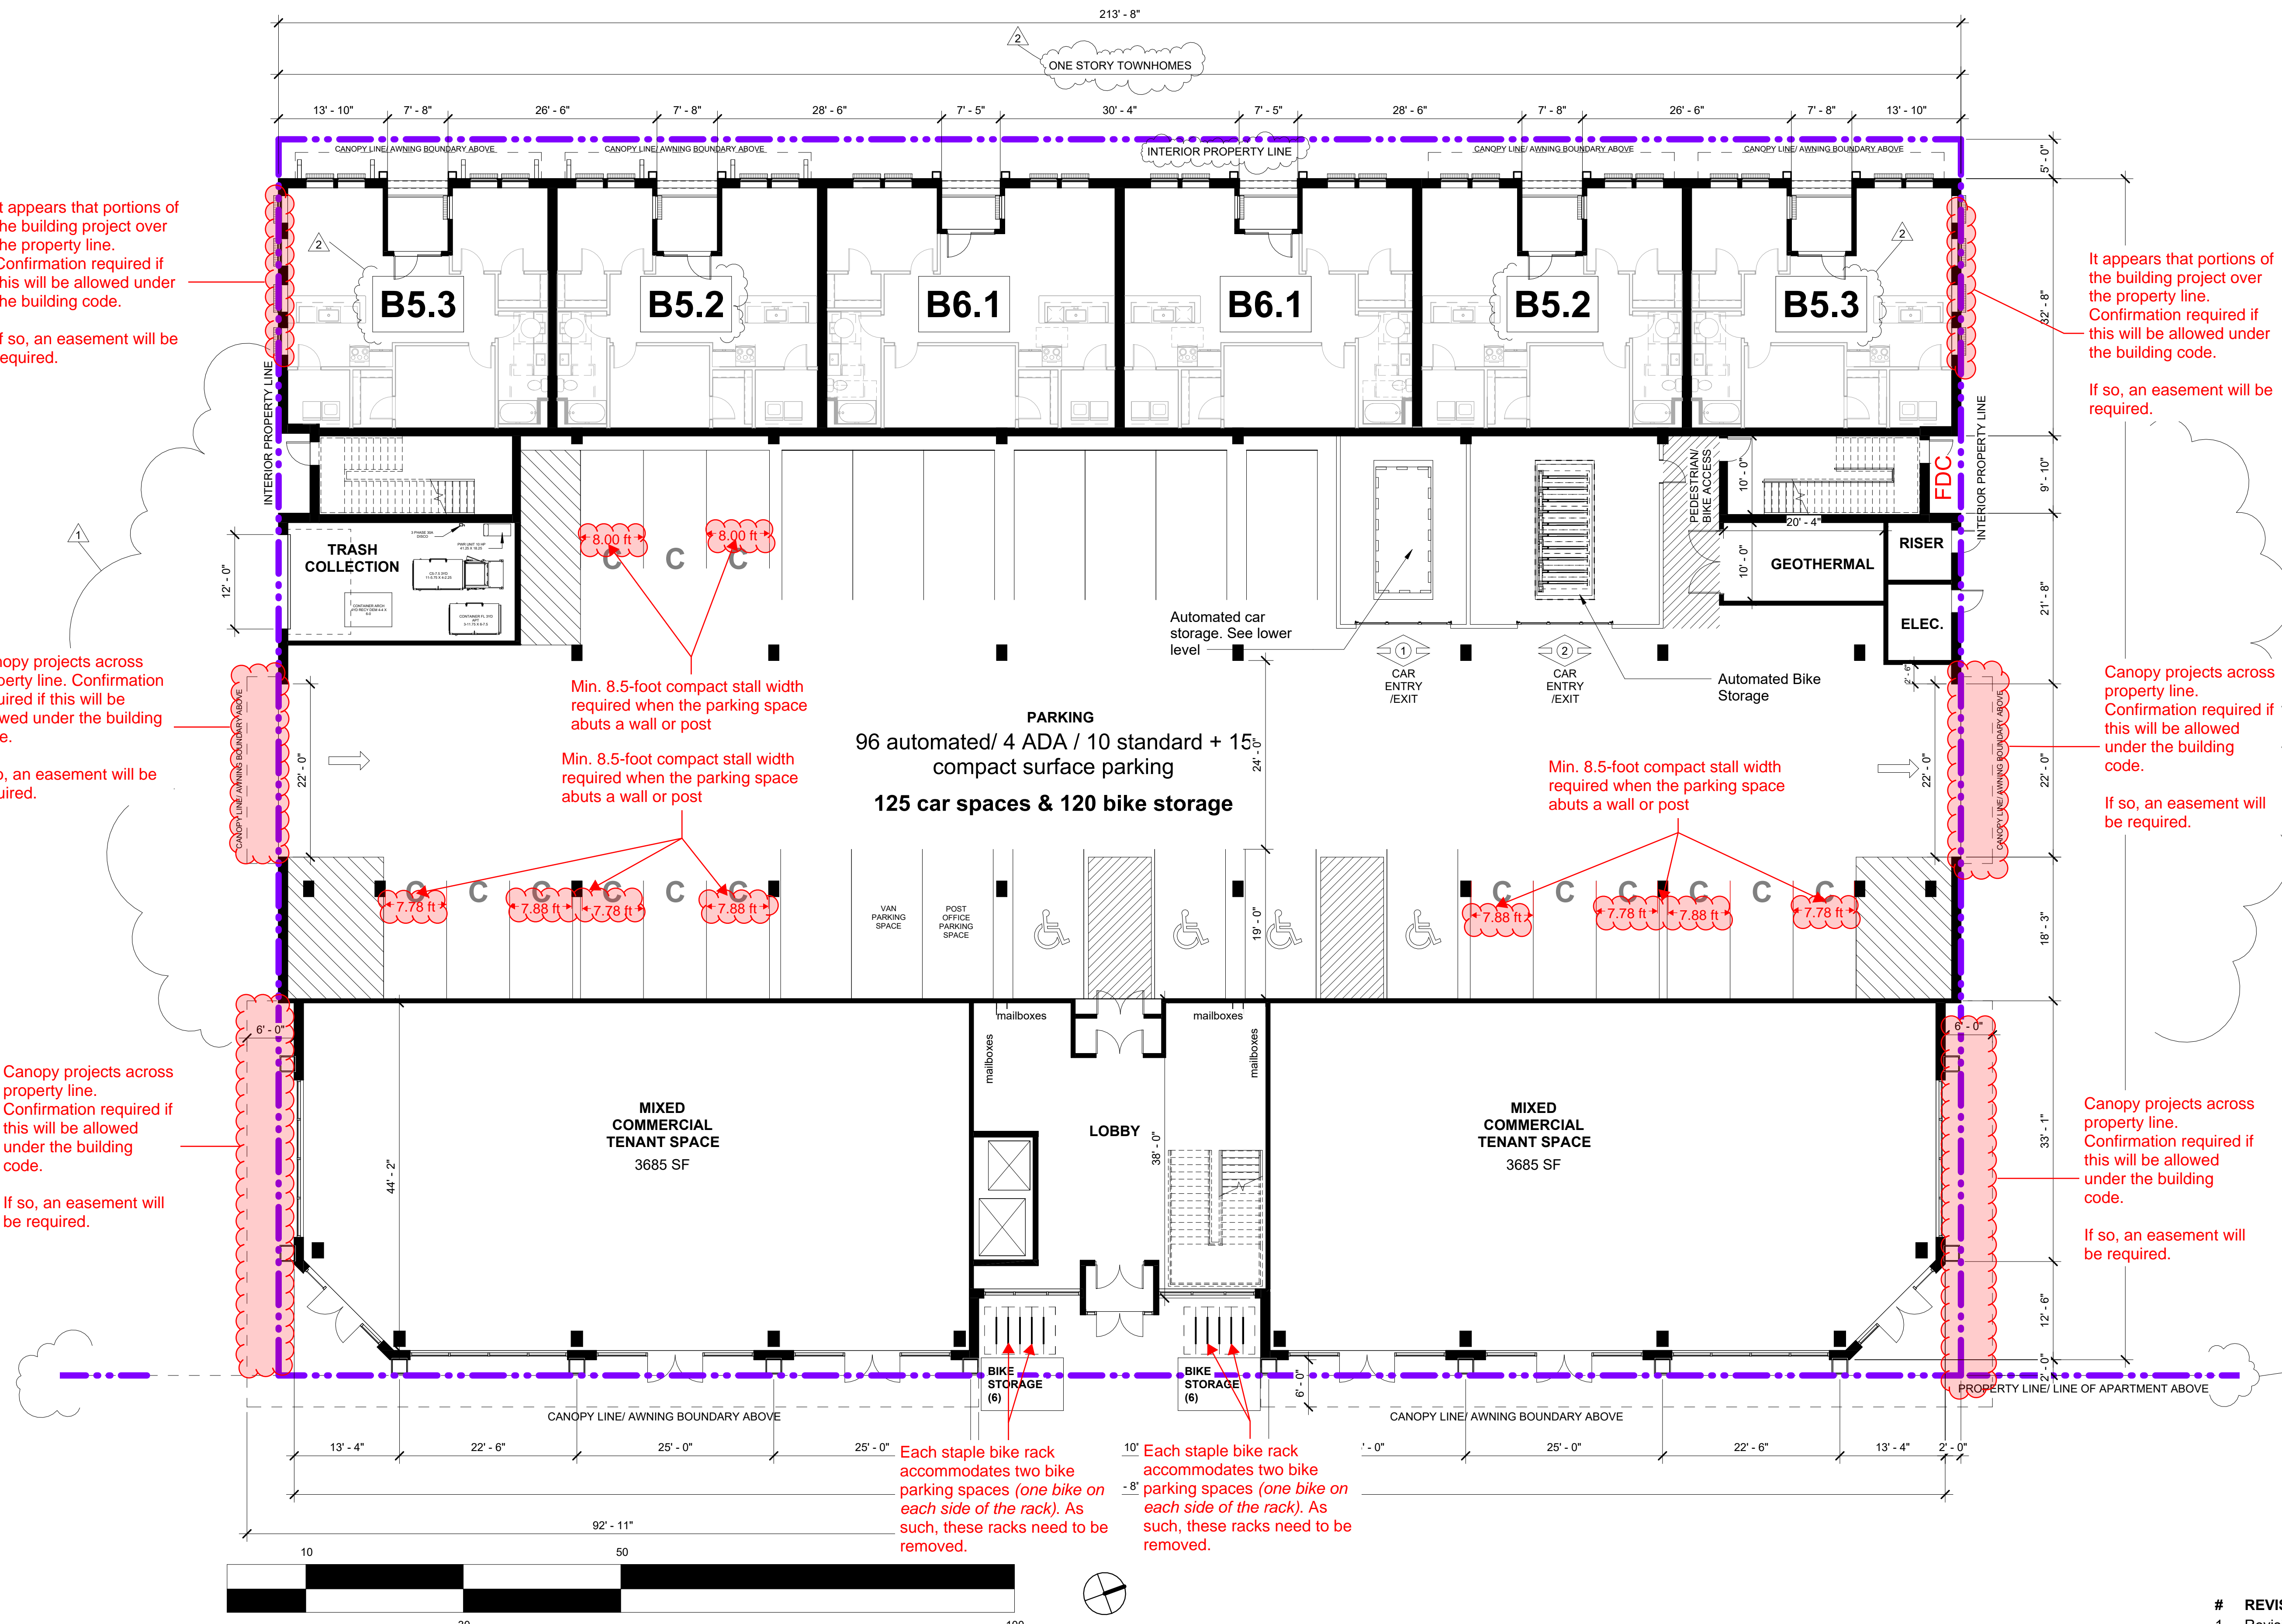 213' - 8"
2
ONE STORY TOWNHOMES
13' - 10"
7' - 8"
26' - 6"
7' - 8"
28' - 6"
7' - 5"
30' - 4"
7' - 5"
28' - 6"
7' - 8"
26' - 6"
7' - 8"
13' - 10"
CANOPY LINE/ AWNING BOUNDARY ABOVE
CANOPY LINE/ AWNING BOUNDARY ABOVE
INTERIOR PROPERTY LINE
CANOPY LINE/ AWNING BOUNDARY ABOVE
CANOPY LINE/ AWNING BOUNDARY ABOVE
5' - 0"
t appears that portions of
he building project over
he property line.
Confirmation required if
his will be allowed under
he building code.
f so, an easement will be
equired.
2
2
B5.3
B5.2
B6.1
B6.1
B5.2
B5.3
32' - 8"
It appears that portions of
the building project over
the property line.
Confirmation required if
this will be allowed under
the building code.
If so, an easement will be
required.
INTERIOR PROPERTY LINE
INTERIOR PROPERTY LINE
PEDESTRIAN/
BIKE ACCESS
10' - 0"
FDC
9' - 10"
1
12' - 0"
TRASH
COLLECTION
8.00 ft
8.00 ft
C
C
C
20' - 4"
10' - 0"
GEOTHERMAL
RISER
ELEC.
21' - 8"
2' - 6"
Automated car
storage. See lower
level
1
CAR
ENTRY
/EXIT
2
CAR
ENTRY
/EXIT
Automated Bike
Storage
Min. 8.5-foot compact stall width
required when the parking space
abuts a wall or post
nopy projects across
perty line. Confirmation
uired if this will be
wed under the building
e.
o, an easement will be
uired.
CANOPY LINE/ AWNING BOUNDARY ABOVE
22' - 0"
PARKING
96 automated/ 4 ADA / 10 standard + 15
compact surface parking
125 car spaces & 120 bike storage
24' - 0"
Min. 8.5-foot compact stall width
required when the parking space
abuts a wall or post
Min. 8.5-foot compact stall width
required when the parking space
abuts a wall or post
22' - 0"
CANOPY LINE/ AWNING BOUNDARY ABOVE
22' - 0"
Canopy projects across
property line.
Confirmation required if
this will be allowed
under the building
code.
If so, an easement will
be required.
C
C
C
C
C
C
7.78 ft
7.88 ft
7.78 ft
7.88 ft
VAN
PARKING
SPACE
POST
OFFICE
PARKING
SPACE
19' - 0"
C
C
C
C
C
C
7.88 ft
7.78 ft
7.88 ft
7.78 ft
18' - 3"
6' - 0"
mailboxes
mailboxes
mailboxes
mailboxes
6' - 0"
Canopy projects across
property line.
Confirmation required if
this will be allowed
under the building
code.
If so, an easement will
be required.
44' - 2"
MIXED
COMMERCIAL
TENANT SPACE
3685 SF
LOBBY
38' - 0"
MIXED
COMMERCIAL
TENANT SPACE
3685 SF
33' - 1"
Canopy projects across
property line.
Confirmation required if
this will be allowed
under the building
code.
If so, an easement will
be required.
12' - 6"
2' - 0"
BIKE
STORAGE
(6)
BIKE
STORAGE
(6)
6' - 0"
PROPERTY LINE/ LINE OF APARTMENT ABOVE
CANOPY LINE/ AWNING BOUNDARY ABOVE
CANOPY LINE/ AWNING BOUNDARY ABOVE
13' - 4"
22' - 6"
25' - 0"
25' - 0"
10'
' - 0"
25' - 0"
22' - 6"
13' - 4"
2' - 0"
Each staple bike rack
accommodates two bike
parking spaces (one bike on
each side of the rack). As
such, these racks need to be
removed.
- 8"
Each staple bike rack
accommodates two bike
parking spaces (one bike on
each side of the rack). As
such, these racks need to be
removed.
92' - 11"
10
50
# REVIS